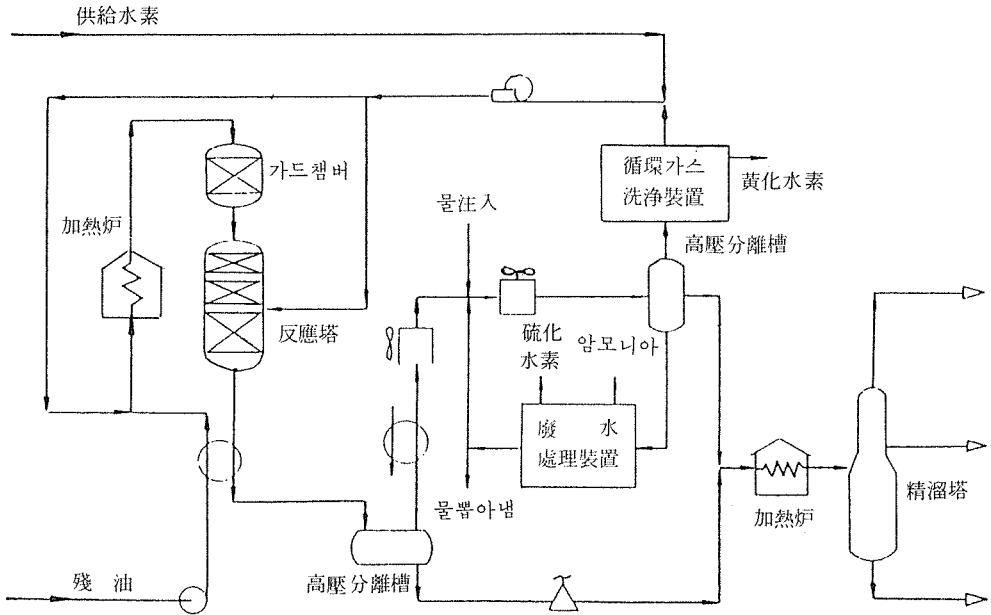 供給水素
가드챔버
循環가스
洗浄裝置
黃化水素
物注入
加熱炉
高壓分離槽
反應塔
硫化
水素
암모니아
廢 水
處理裝置
물뽑아냄
加熱炉
精溜塔
高壓分離槽
殘 油